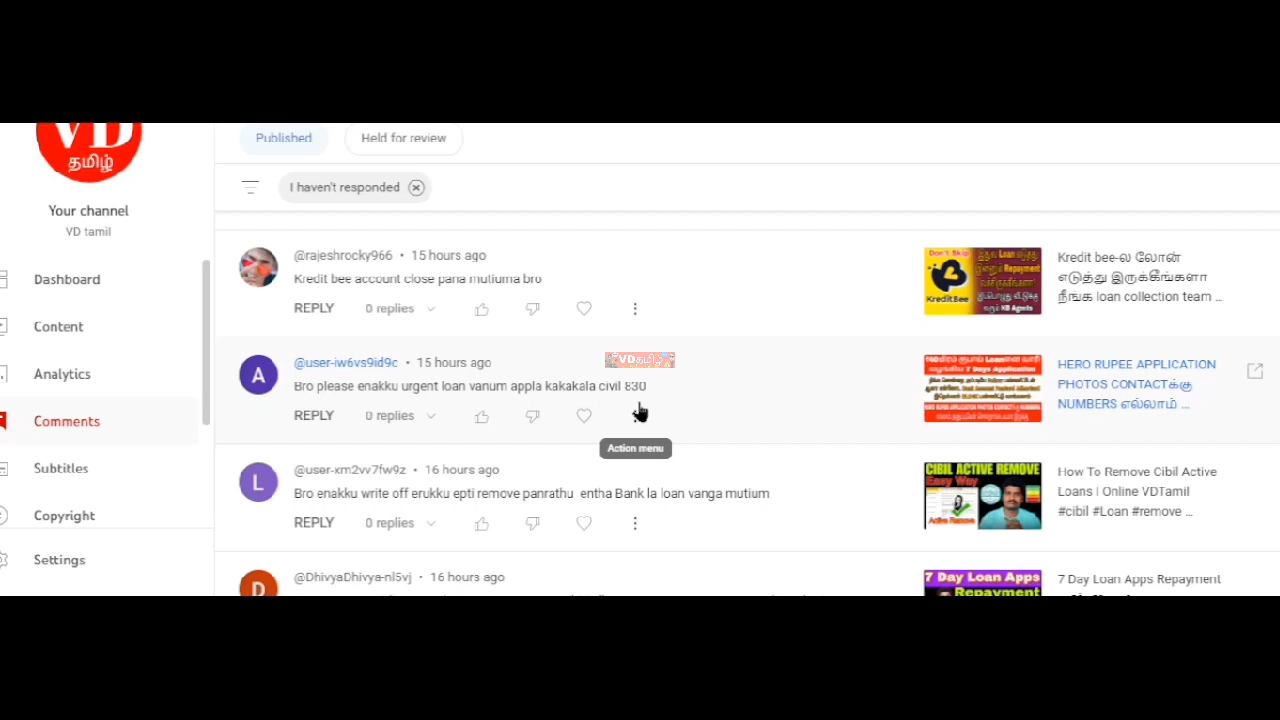 VD
தமிழ்
Published
Held for review
I haven't responded
Your channel
VD tamil
Dashboard
Content
Analytics
Comments
Subtitles
Copyright
Settings
@rajeshrocky966 • 15 hours ago
Kredit bee account close pana mutiuma bro
REPLY 0 replies
Don't Skip
KreditBee
Kredit bee-ல லோன்
எடுத்து இருக்கீங்களா
நீங்க loan collection team ...
@user-iw6vs9id9c • 15 hours ago
VDதமிழ்
Bro please enakku urgent loan vanum appla kakakala civil 830
REPLY 0 replies
Action menu
HERO RUPEE APPLICATION
PHOTOS CONTACTக்கு
NUMBERS எல்லாம் ...
@user-xm2vv7fw9z • 16 hours ago
Bro enakku write off erukku epti remove panrathu entha Bank la loan vanga mutium
REPLY 0 replies
CIBIL ACTIVE REMOVE
Easy Way
Active Remove
How To Remove Cibil Active
Loans | Online VDTamil
#cibil #Loan #remove ...
@DhivyaDhivya-nl5vj • 16 hours ago
7 Day Loan Apps
Repayment
7 Day Loan Apps Repayment
A
L
D